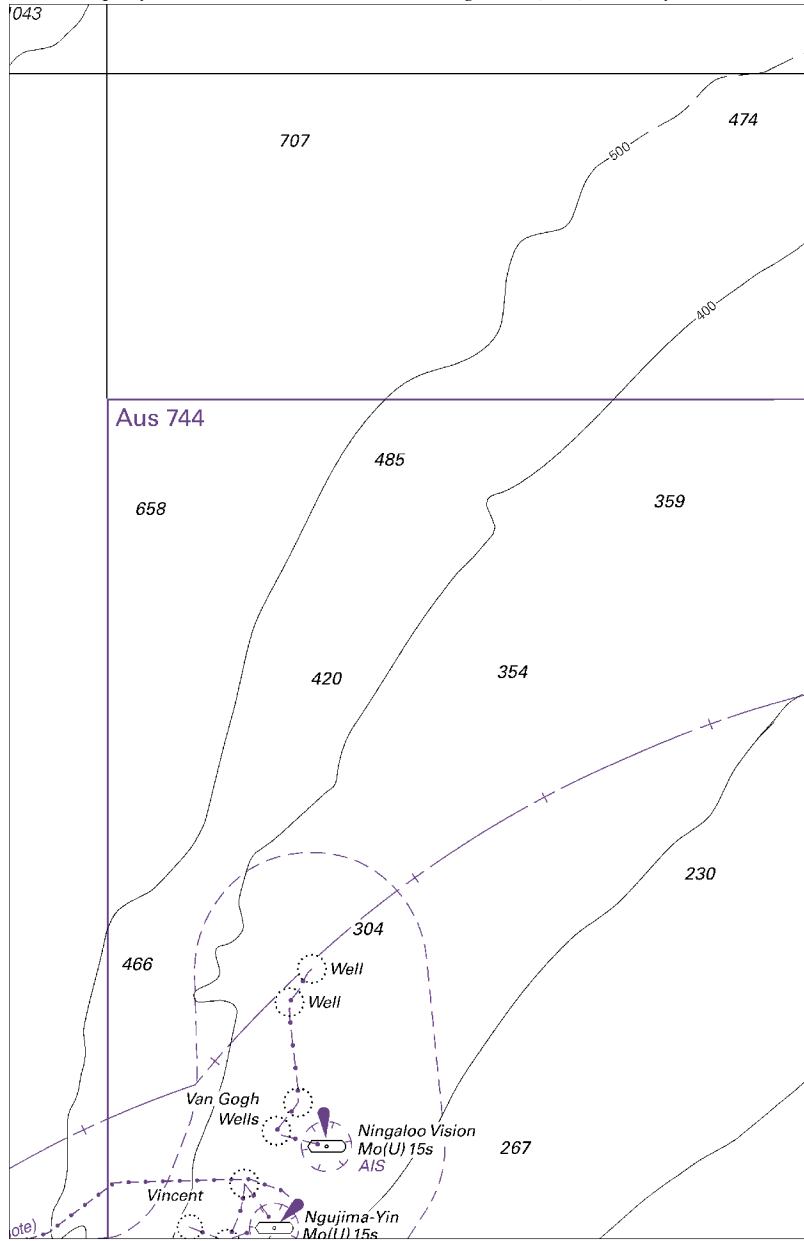 1043
474
707
500
400
Aus 744
485
658
359
420
354
230
304
466
Well
Well
Van Gogh
Wells
Ningaloo Vision
Mo(U) 15s
AIS
267
Vincent
Ngujima-Yin
Mo(U) 15s
ote)